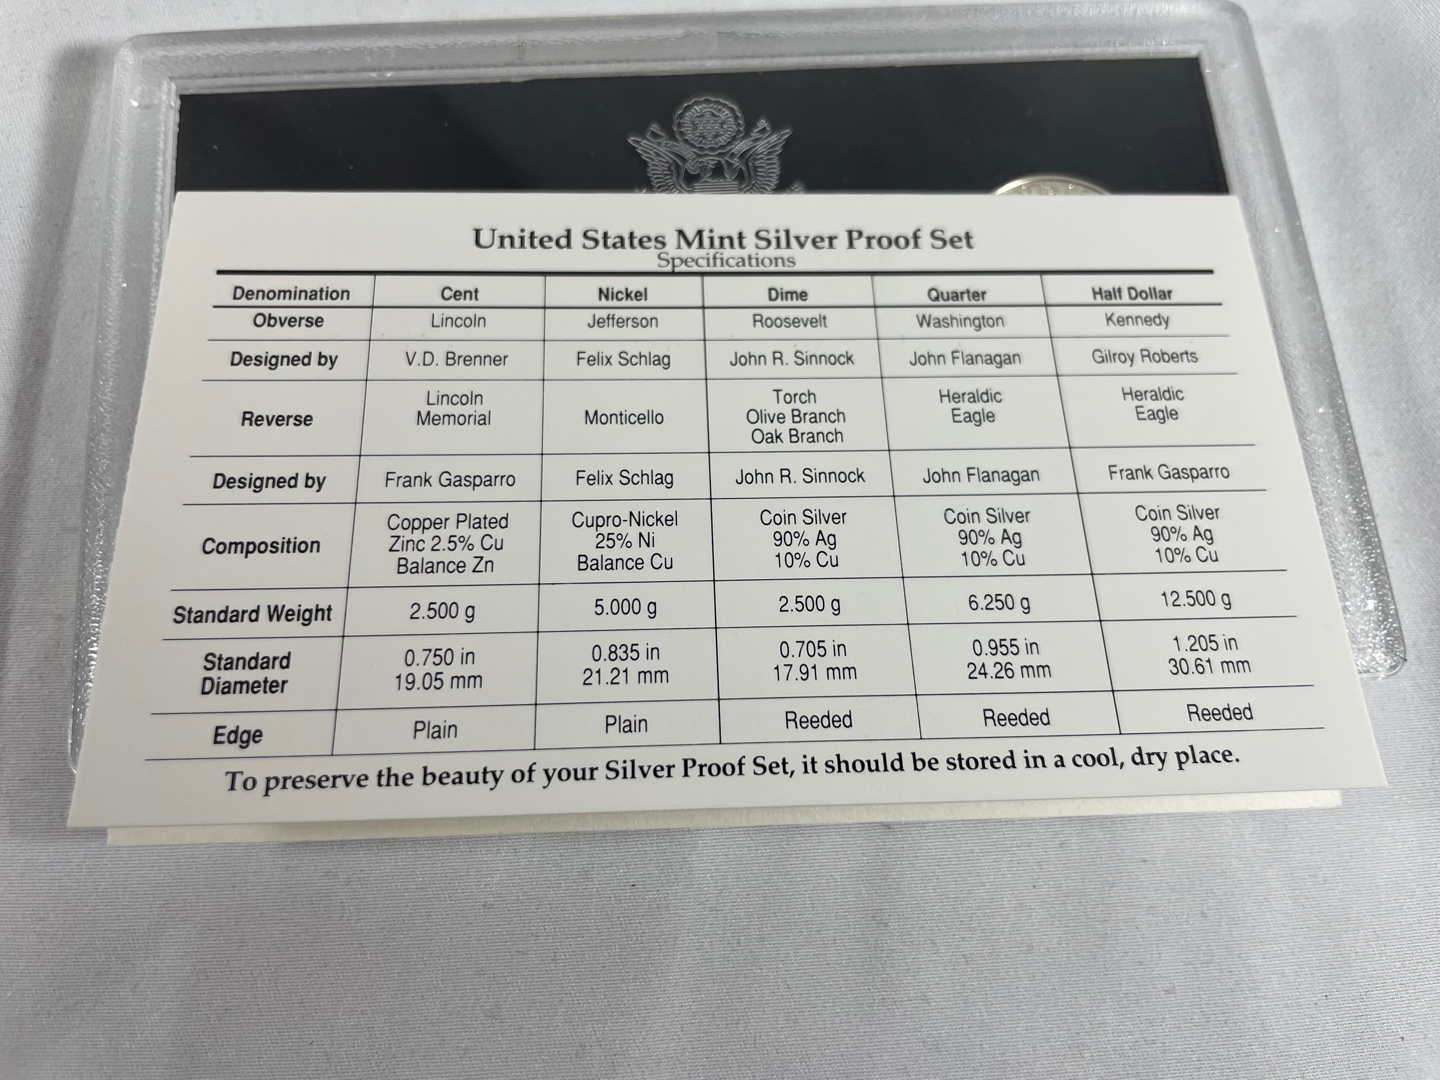 United States Mint Silver Proof Set
Specifications
Denomination Cent Nickel Dime Quarter Half Dollar
Obverse Lincoln Jefferson Roosevelt Washington Kennedy
Designed by V.D. Brenner Felix Schlag John R. Sinnock John Flanagan Gilroy Roberts
Reverse Lincoln Memorial Monticello Torch Olive Branch Oak Branch Heraldic Eagle Heraldic Eagle
Designed by Frank Gasparro Felix Schlag John R. Sinnock John Flanagan Frank Gasparro
Composition Copper Plated Zinc 2.5% Cu Balance Zn Cupro-Nickel 25% Ni Balance Cu Coin Silver 90% Ag 10% Cu Coin Silver 90% Ag 10% Cu Coin Silver 90% Ag 10% Cu
Standard Weight 2.500 g 5.000 g 2.500 g 6.250 g 12.500 g
Standard Diameter 0.750 in 19.05 mm 0.835 in 21.21 mm 0.705 in 17.91 mm 0.955 in 24.26 mm 1.205 in 30.61 mm
Edge Plain Plain Reeded Reeded Reeded
To preserve the beauty of your Silver Proof Set, it should be stored in a cool, dry place.